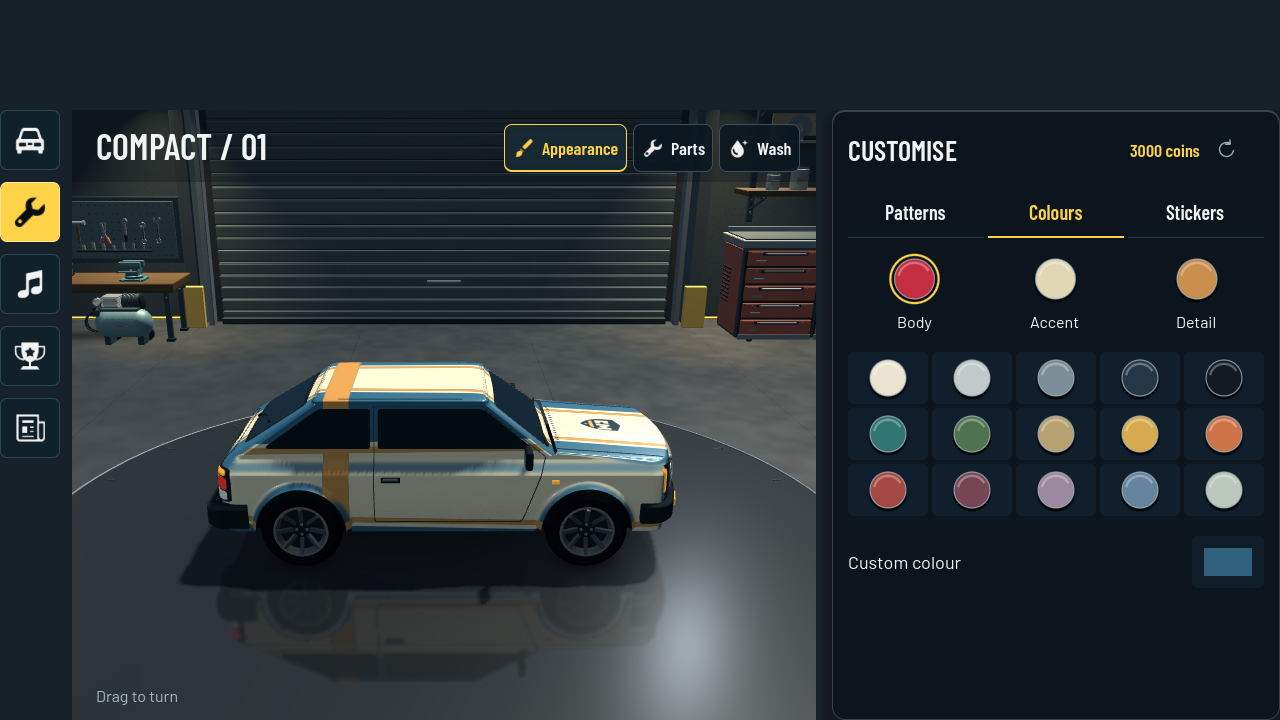 COMPACT / 01
Appearance
Parts
Wash
CUSTOMISE
3000 coins
Patterns
Colours
Stickers
Body
Accent
Detail
Custom colour
Drag to turn